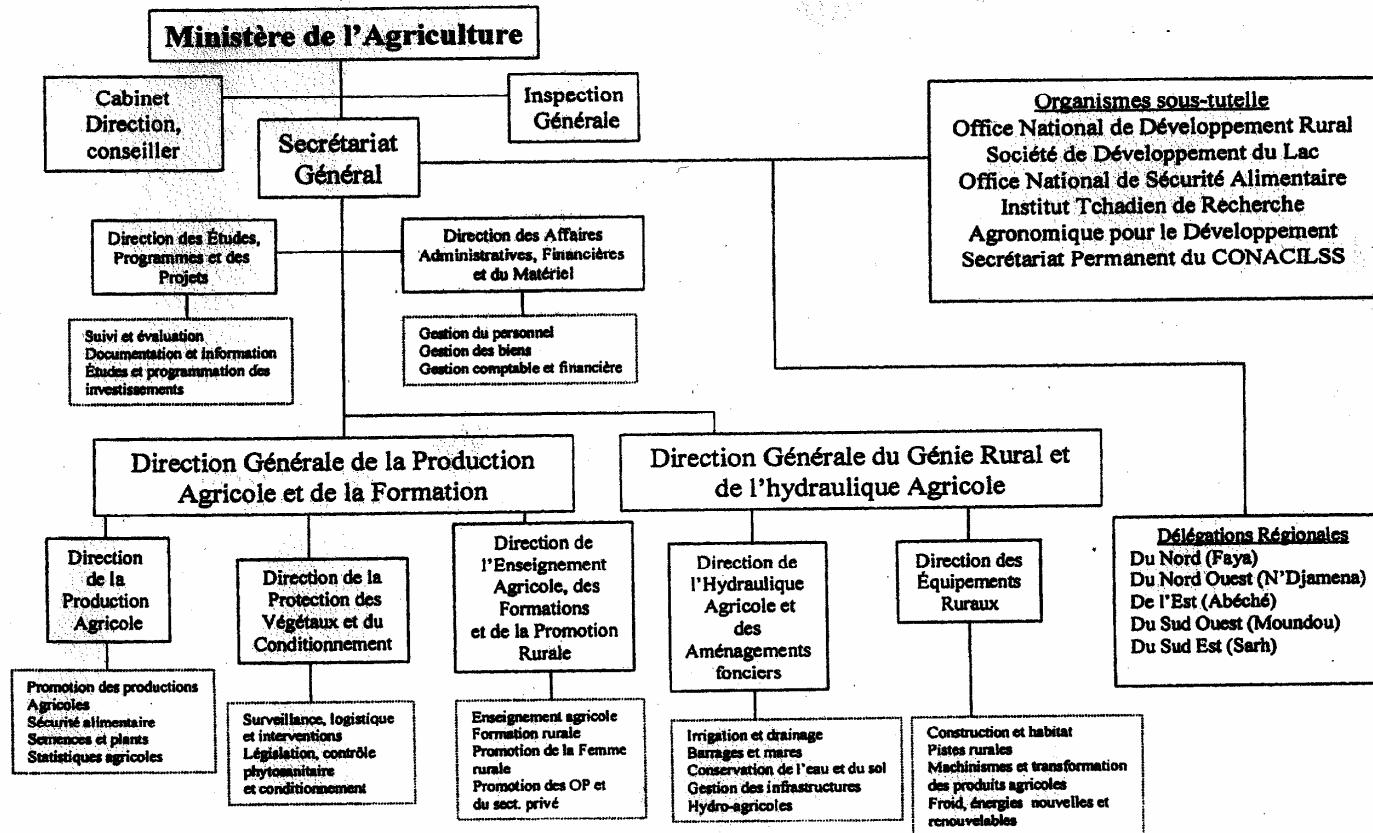 Ministère de l'Agriculture
Cabinet
Direction,
conseiller
Inspection
Générale
Secrétariat
Général
Organismes sous-tutelle
Office National de Développement Rural
Société de Développement du Lac
Office National de Sécurité Alimentaire
Institut Tchadien de Recherche
Agronomique pour le Développement
Secrétariat Permanent du CONACILSS
Direction des Études,
Programmes et des
Projets
Direction des Affaires
Administratives, Financières
et du Matériel
Suivi et évaluation
Documentation et information
Études et programmation des
investissements
Gestion du personnel
Gestion des biens
Gestion comptable et financière
Direction Générale de la Production
Agricole et de la Formation
Direction Générale du Génie Rural et
de l'hydraulique Agricole
Direction
de la
Production
Agricole
Direction de la
Protection des
Végétaux et du
Conditionnement
Direction de
l'Enseignement
Agricole, des
Formations
et de la Promotion
Rurale
Direction de
l'Hydraulique
Agricole et
des
Aménagements
fonciers
Direction des
Équipements
Ruraux
Délégations Régionales
Du Nord (Faya)
Du Nord Ouest (N'Djamena)
De l'Est (Abéché)
Du Sud Ouest (Moundou)
Du Sud Est (Sarh)
Promotion des productions
Agricoles
Sécurité alimentaire
Semences et plants
Statistiques agricoles
Surveillance, logistique
et interventions
Législation, contrôle
phytosanitaire
et conditionnement
Enseignement agricole
Formation rurale
Promotion de la Femme
rurale
Promotion des OP et
du sect. privé
Irrigation et drainage
Barrages et mares
Conservation de l'eau et du sol
Gestion des infrastructures
Hydro-agricoles
Construction et habitat
Pistes rurales
Machinismes et transformation
des produits agricoles
Froid, énergies nouvelles et
renouvelables